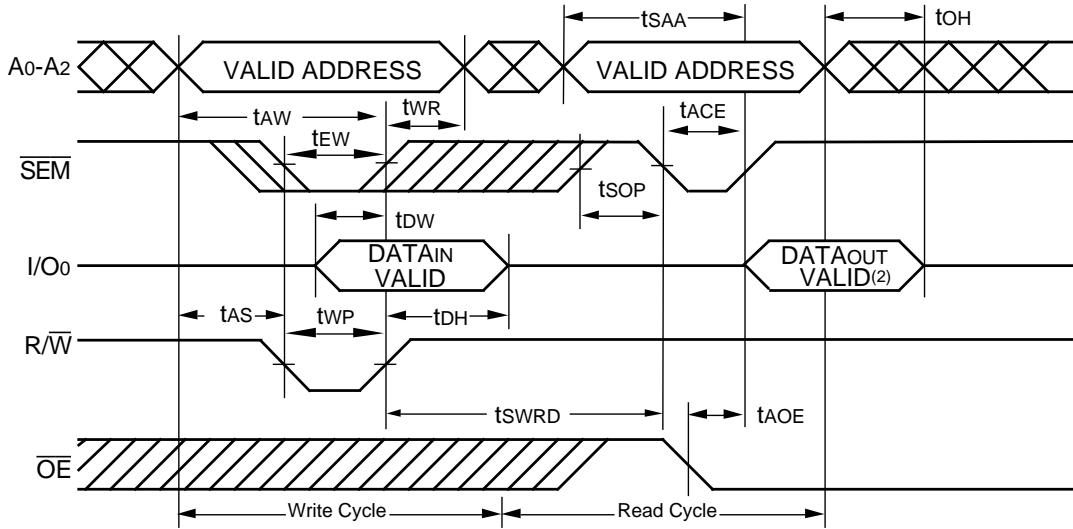 tSAA
tOH
A0-A2
VALID ADDRESS
VALID ADDRESS
tAW
tWR
tACE
tEW
SEM
tSOP
tDW
I/O0
DATAIN
VALID
DATAOUT
VALID(2)
tAS
tWP
tDH
R/W
tSWRD
tAOE
OE
Write Cycle
Read Cycle